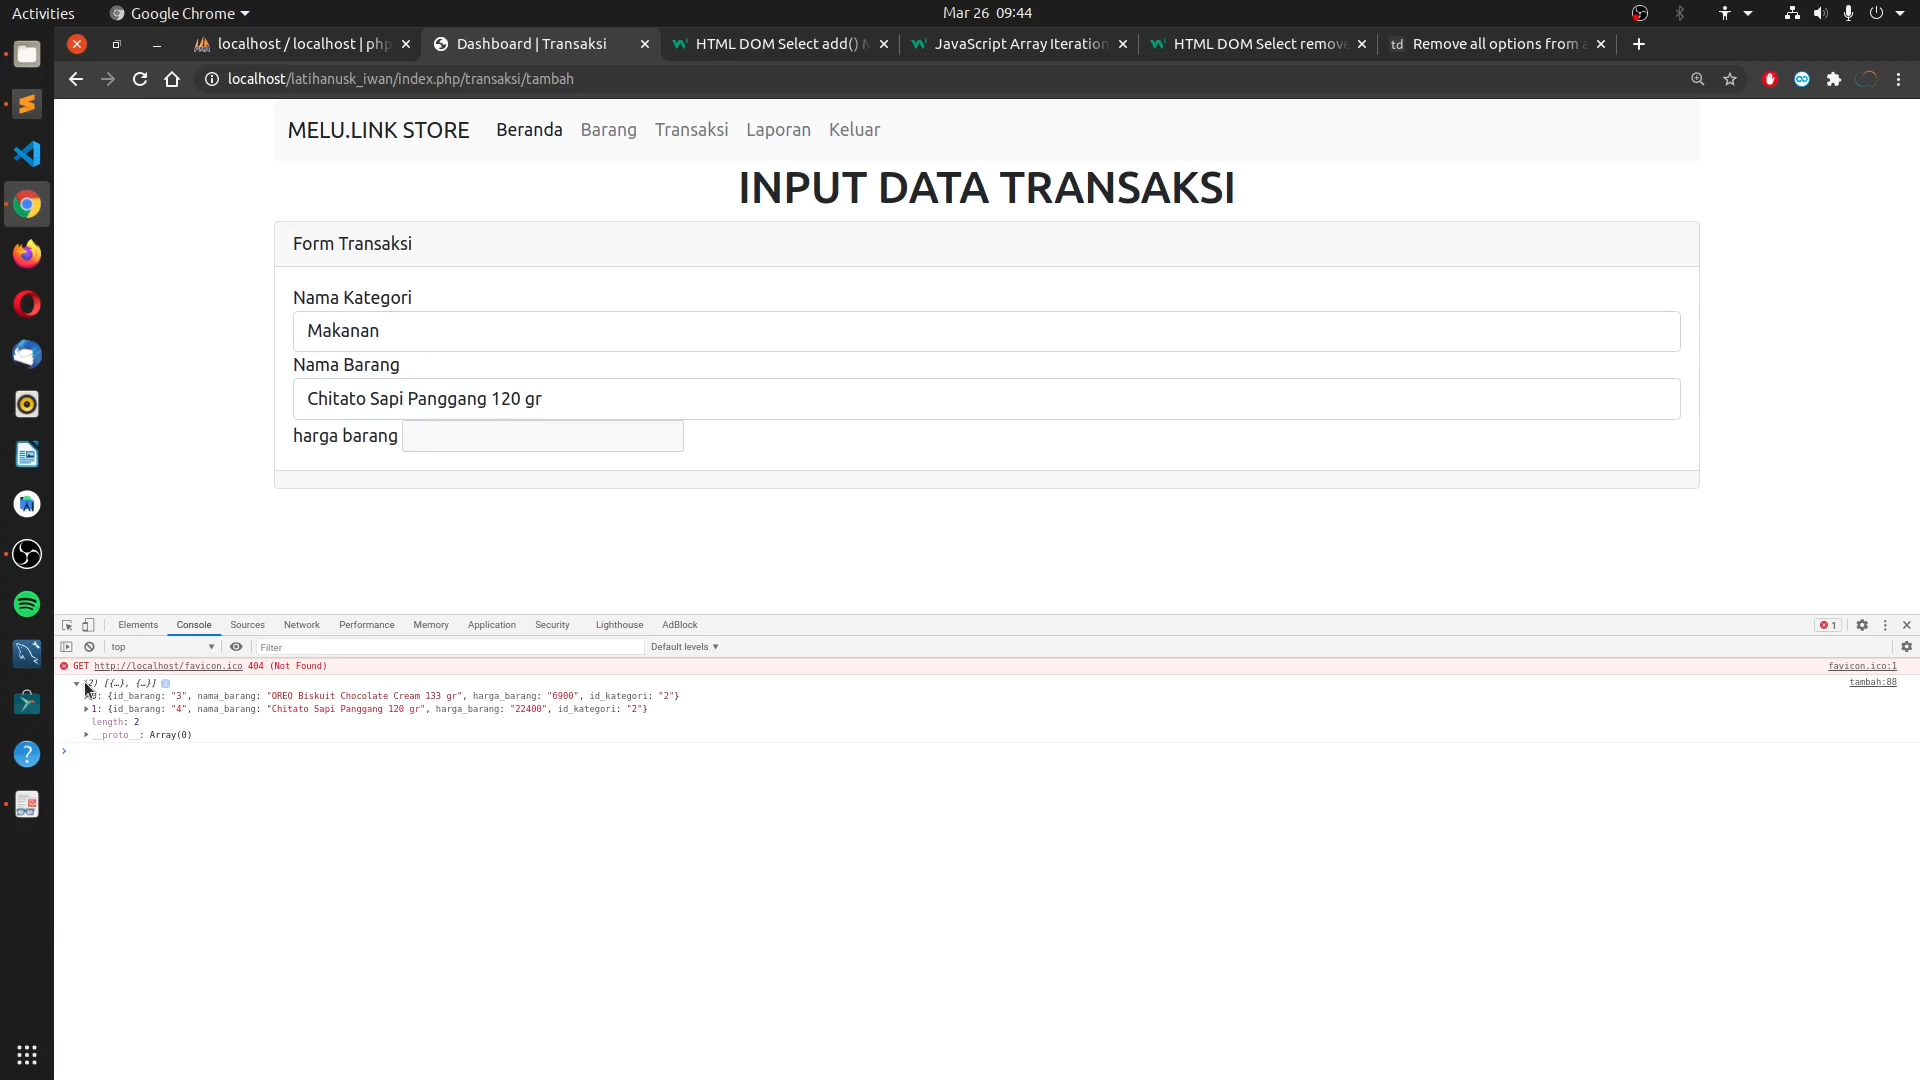 Activities Google Chrome Mar 26 09:44
localhost / localhost | php Dashboard | Transaksi HTML DOM Select add() M JavaScript Array Iteration HTML DOM Select remove Remove all options from a
localhost/latihanusk_iwan/index.php/transaksi/tambah
MELU.LINK STORE Beranda Barang Transaksi Laporan Keluar
INPUT DATA TRANSAKSI
Form Transaksi
Nama Kategori
Makanan
Nama Barang
Chitato Sapi Panggang 120 gr
harga barang
Elements Console Sources Network Performance Memory Application Security Lighthouse AdBlock 1
top Filter Default levels
GET http://localhost/favicon.ico 404 (Not Found) favicon.ico:1
(2) [{…}, {…}] tambah:88
0: {id_barang: "3", nama_barang: "OREO Biskuit Chocolate Cream 133 gr", harga_barang: "6900", id_kategori: "2"}
1: {id_barang: "4", nama_barang: "Chitato Sapi Panggang 120 gr", harga_barang: "22400", id_kategori: "2"}
length: 2
__proto__: Array(0)